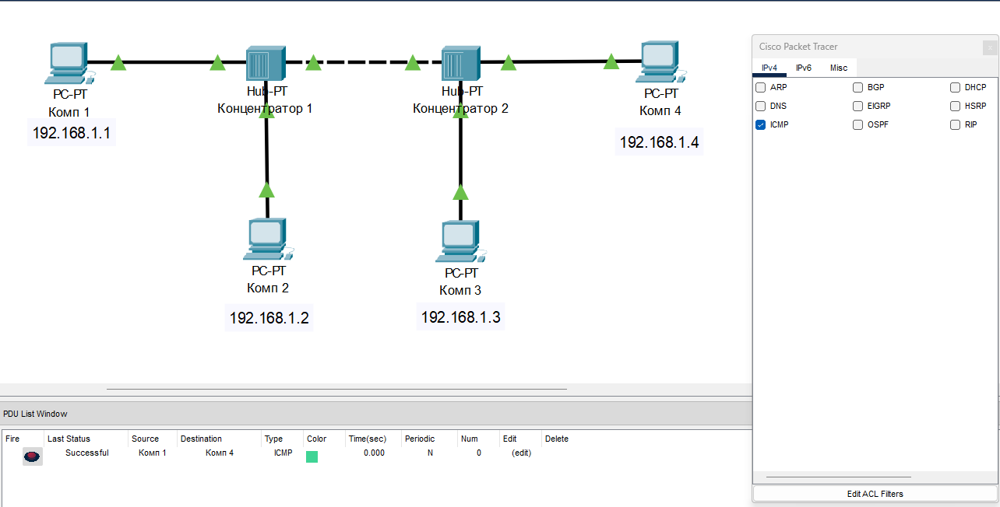 PC-PT
Комп 1
192.168.1.1
Hub-PT
Концентратор 1
Hub-PT
Концентратор 2
PC-PT
Комп 4
192.168.1.4
PC-PT
Комп 2
192.168.1.2
PC-PT
Комп 3
192.168.1.3
Cisco Packet Tracer
x
IPv4 IPv6 Misc
ARP BGP DHCP
DNS EIGRP HSRP
ICMP OSPF RIP
Edit ACL Filters
PDU List Window
Fire Last Status Source Destination Type Color Time(sec) Periodic Num Edit Delete
Successful Комп 1 Комп 4 ICMP 0.000 N 0 (edit)